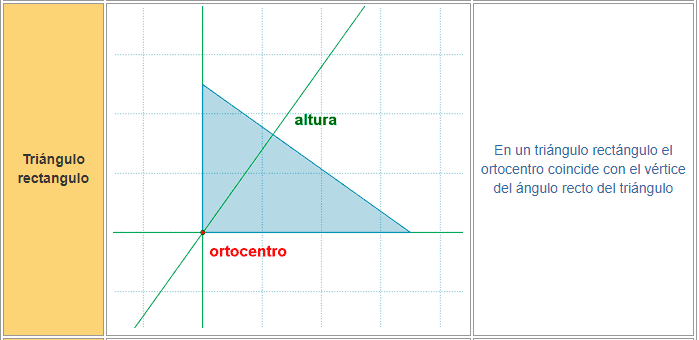 Triángulo
rectangulo
altura
ortocentro
En un triángulo rectángulo el
ortocentro coincide con el vértice
del ángulo recto del triángulo